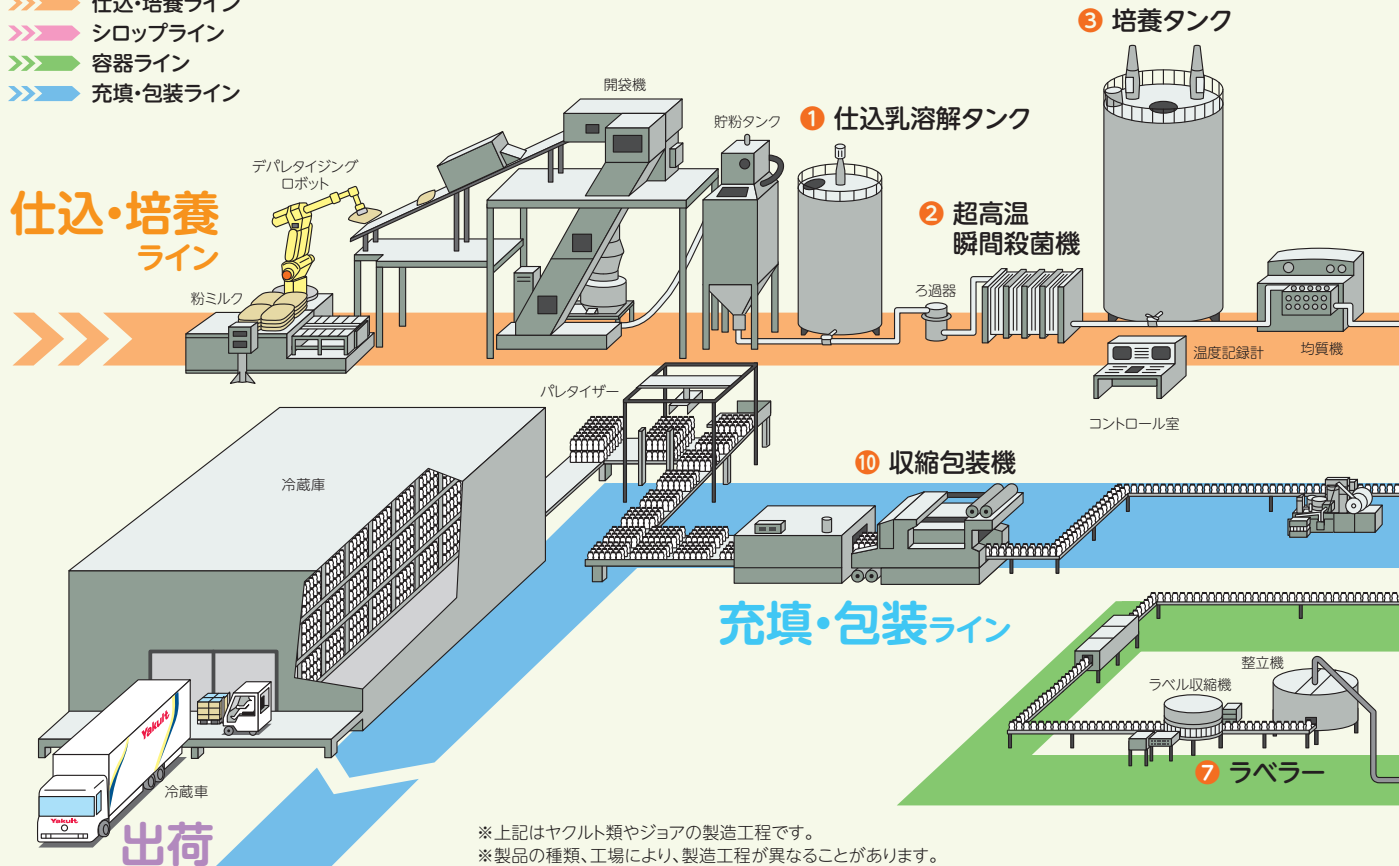 仕込・培養ライン
シロップライン
容器ライン
充填・包装ライン
❸ 培養タンク
開袋機
貯粉タンク
❶ 仕込乳溶解タンク
デパレタイジング
ロボット
仕込・培養
ライン
❷ 超高温
瞬間殺菌機
粉ミルク
ろ過器
温度記録計
均質機
コントロール室
パレタイザー
❿ 収縮包装機
冷蔵庫
充填・包装ライン
整立機
ラベル収縮機
❼ ラベラー
Yakult
Yakult
冷蔵車
出荷
※上記はヤクルト類やジョアの製造工程です。
※製品の種類、工場により、製造工程が異なることがあります。